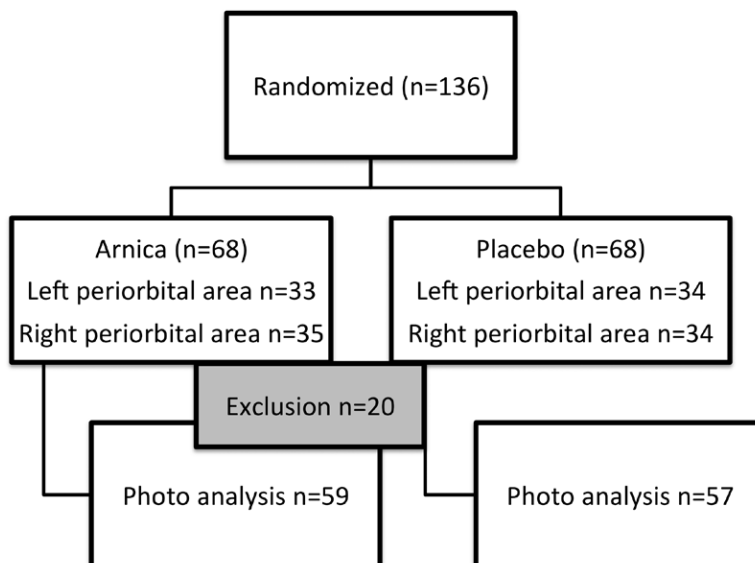 Randomized (n=136)
Arnica (n=68)
Left periorbital area n=33
Right periorbital area n=35
Placebo (n=68)
Left periorbital area n=34
Right periorbital area n=34
Exclusion n=20
Photo analysis n=59
Photo analysis n=57